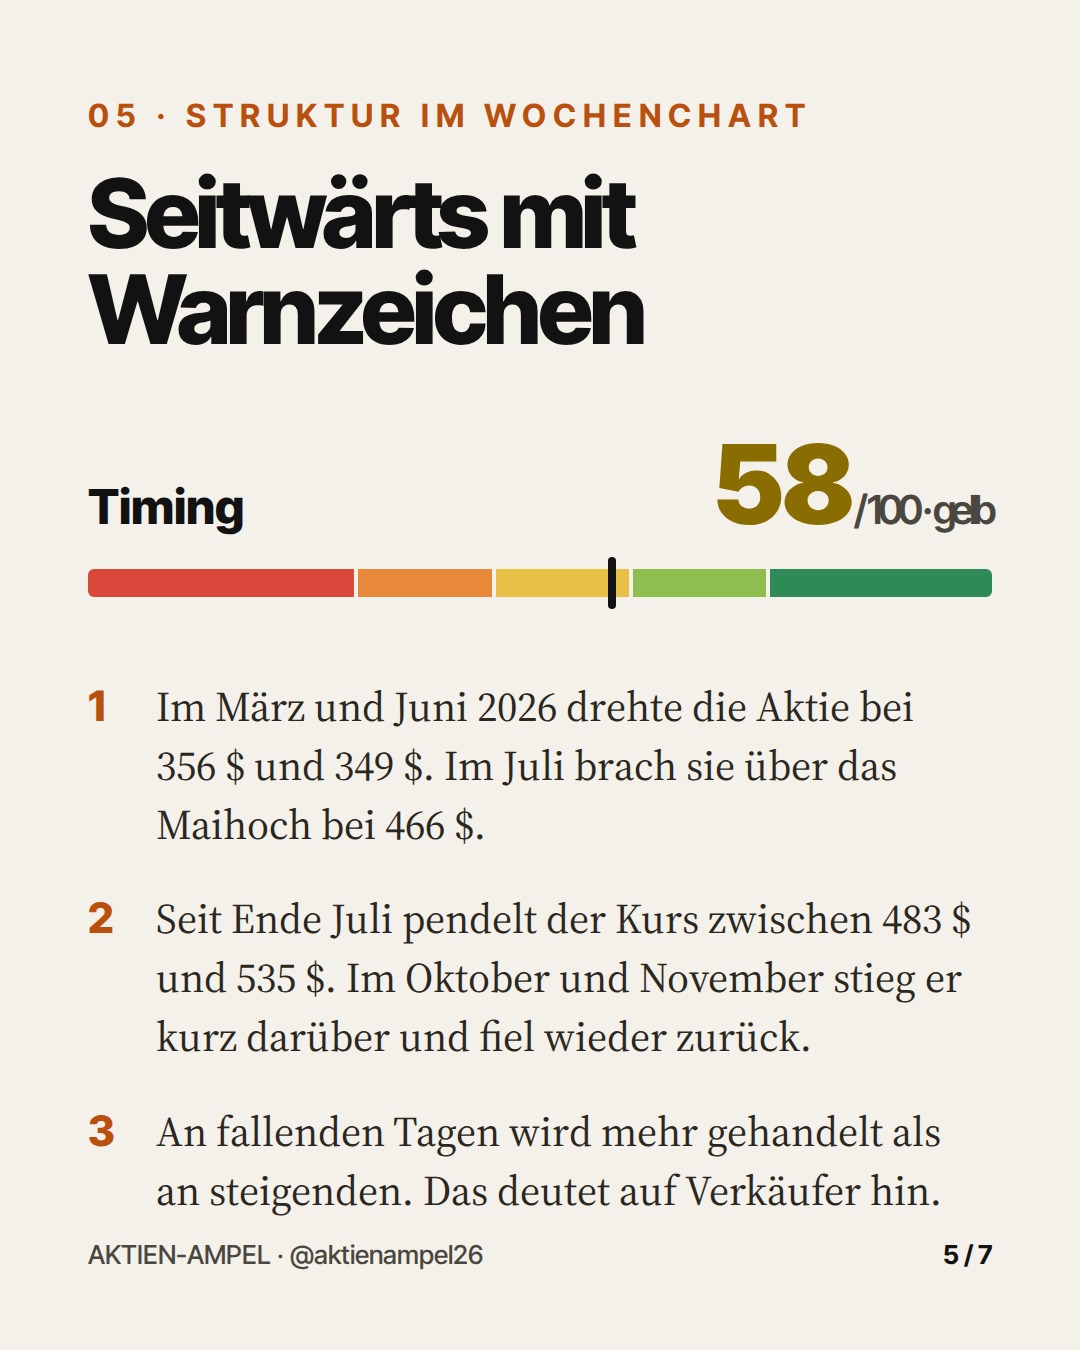 05 · STRUKTUR IM WOCHENCHART
Seitwärts mit
Warnzeichen
Timing 58/100·gelb
1 Im März und Juni 2026 drehte die Aktie bei
356 $ und 349 $. Im Juli brach sie über das
Maihoch bei 466 $.
2 Seit Ende Juli pendelt der Kurs zwischen 483 $
und 535 $. Im Oktober und November stieg er
kurz darüber und fiel wieder zurück.
3 An fallenden Tagen wird mehr gehandelt als
an steigenden. Das deutet auf Verkäufer hin.
AKTIEN-AMPEL · @aktienampel26 5/7